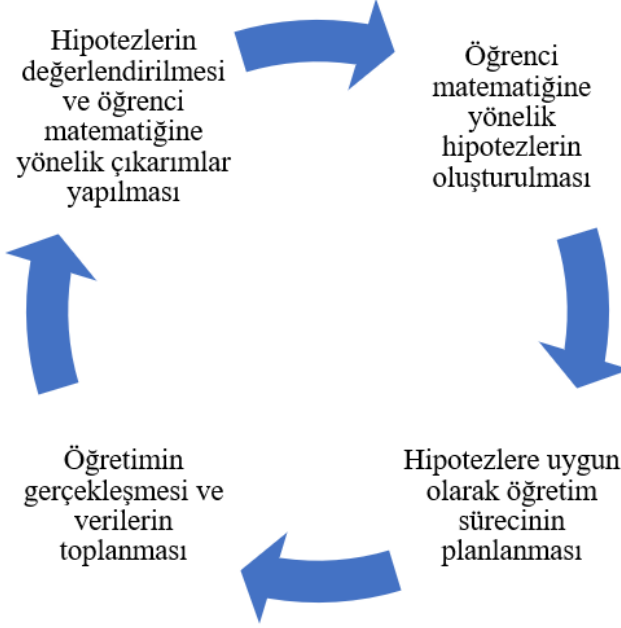 Hipotezlerin
değerlendirilmesi
ve öğrenci
matematiğine
yönelik çıkarımlar
yapılması
Öğrenci
matematiğine
yönelik
hipotezlerin
oluşturulması
Hipotezlere uygun
olarak öğretim
sürecinin
planlanması
Öğretimin
gerçekleşmesi ve
verilerin
toplanması